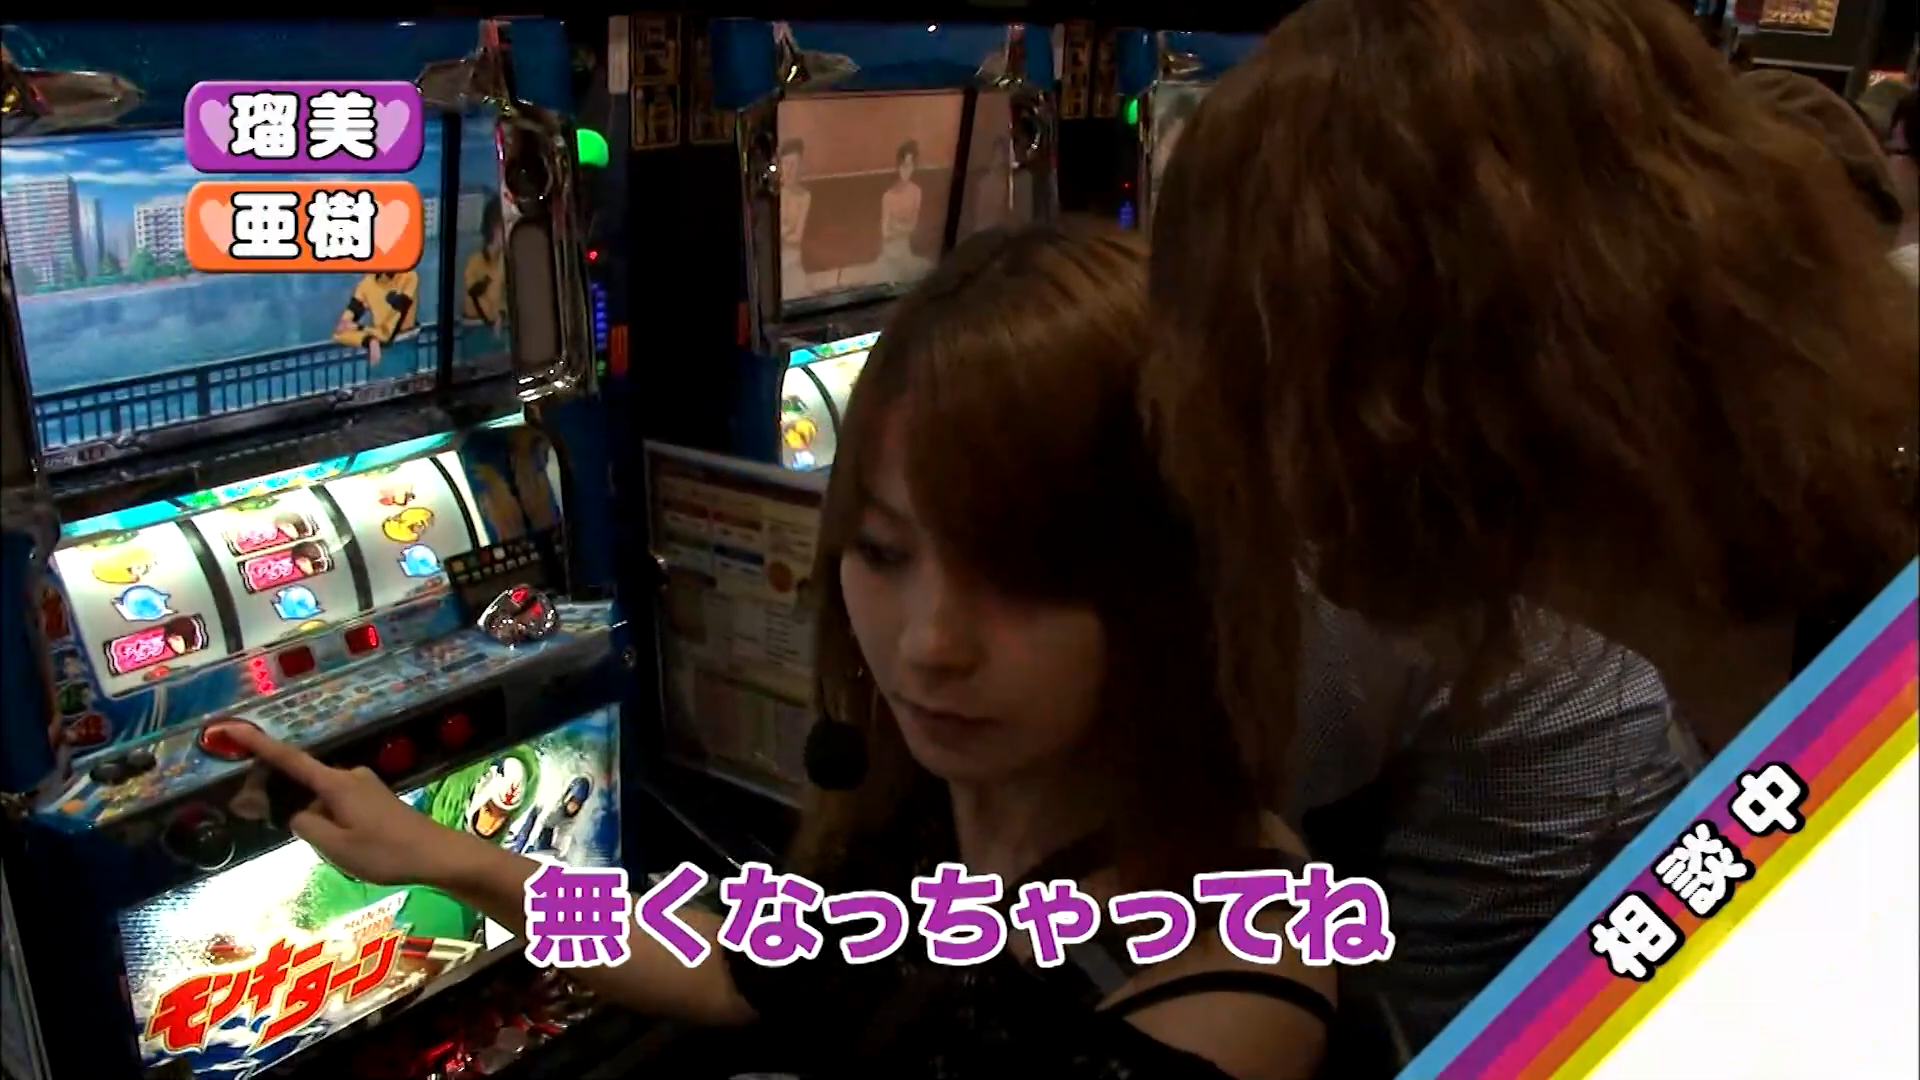 瑠美
亜樹
無くなっちゃってね
相談中
モンキーターン